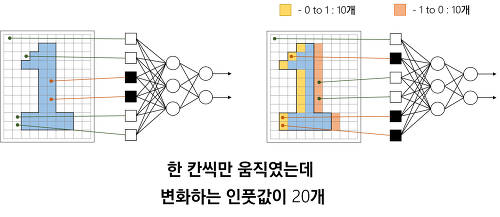 - 0 to 1 : 10개 - 1 to 0 : 10개
한 칸씩만 움직였는데
변화하는 인풋값이 20개